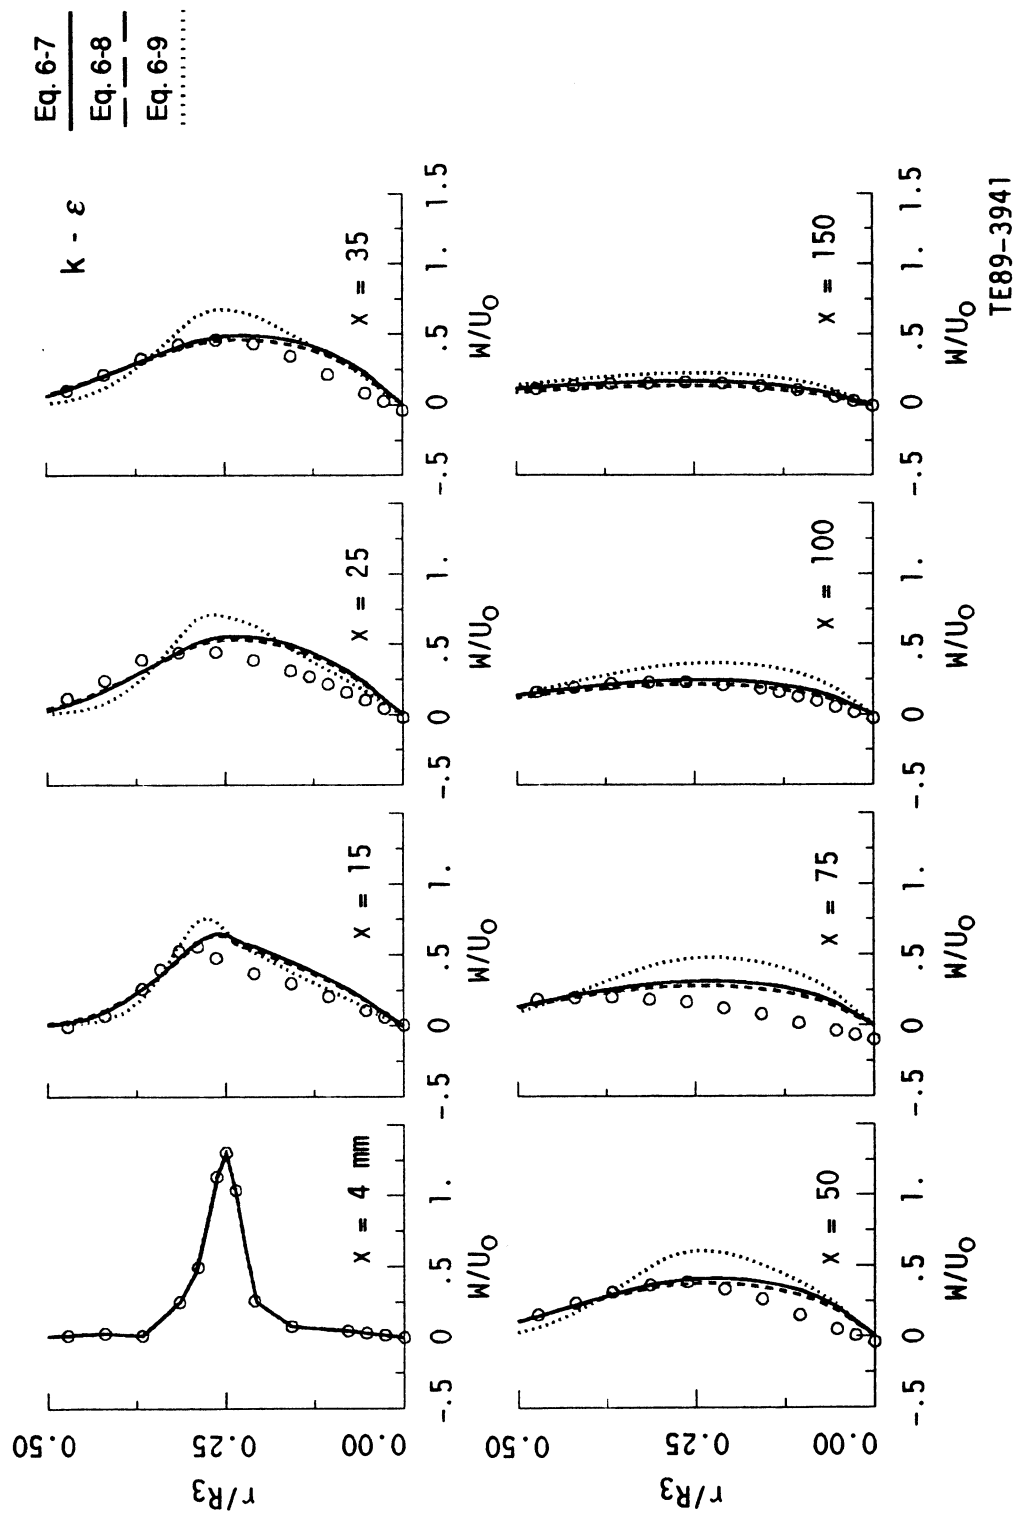 k - ε
Eq. 6-7
Eq. 6-8
Eq. 6-9
r/R3
0.50
0.25
0.00
x = 4 mm
-.5 0 .5 1.
W/U0
x = 15
-.5 0 .5 1.
W/U0
x = 25
-.5 0 .5 1.
W/U0
x = 35
-.5 0 .5 1. 1.5
W/U0
r/R3
0.50
0.25
0.00
x = 50
-.5 0 .5 1.
W/U0
x = 75
-.5 0 .5 1.
W/U0
x = 100
-.5 0 .5 1.
W/U0
x = 150
-.5 0 .5 1. 1.5
W/U0
TE89-3941